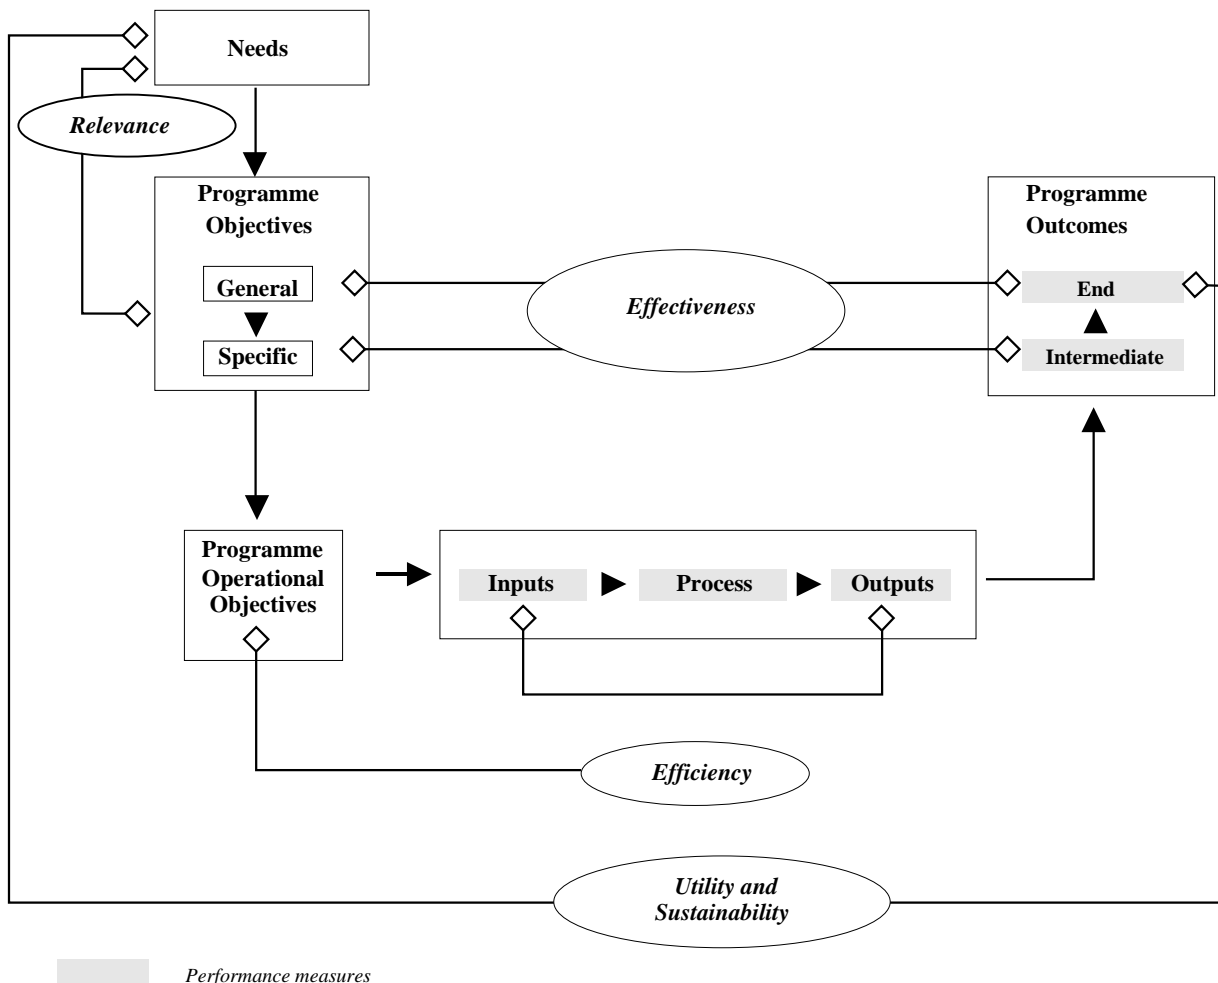 Needs
Relevance
Programme
Objectives
General
Specific
Effectiveness
Programme
Outcomes
End
Intermediate
Programme
Operational
Objectives
Inputs
Process
Outputs
Efficiency
Utility and
Sustainability
Performance measures